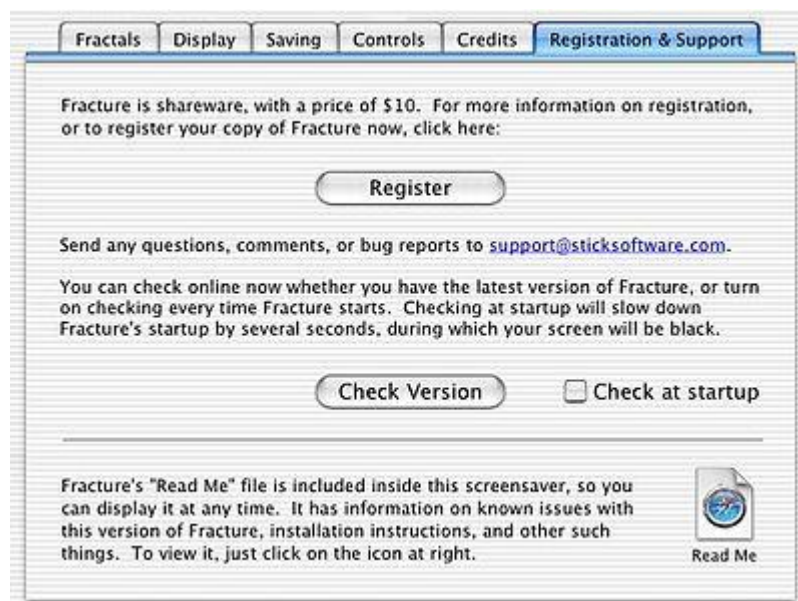 Fractals Display Saving Controls Credits Registration & Support
Fracture is shareware, with a price of $10. For more information on registration,
or to register your copy of Fracture now, click here:
Register
Send any questions, comments, or bug reports to support@sticksoftware.com.
You can check online now whether you have the latest version of Fracture, or turn
on checking every time Fracture starts. Checking at startup will slow down
Fracture's startup by several seconds, during which your screen will be black.
Check Version Check at startup
Fracture's "Read Me" file is included inside this screensaver, so you
can display it at any time. It has information on known issues with
this version of Fracture, installation instructions, and other such
things. To view it, just click on the icon at right.
Read Me